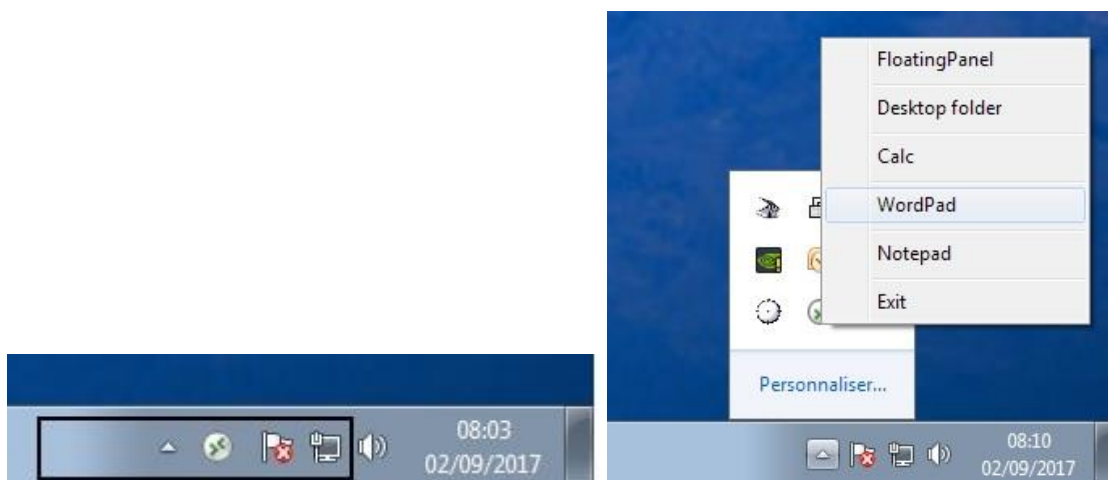 08:03
02/09/2017
FloatingPanel
Desktop folder
Calc
WordPad
Notepad
Exit
Personnaliser...
08:10
02/09/2017